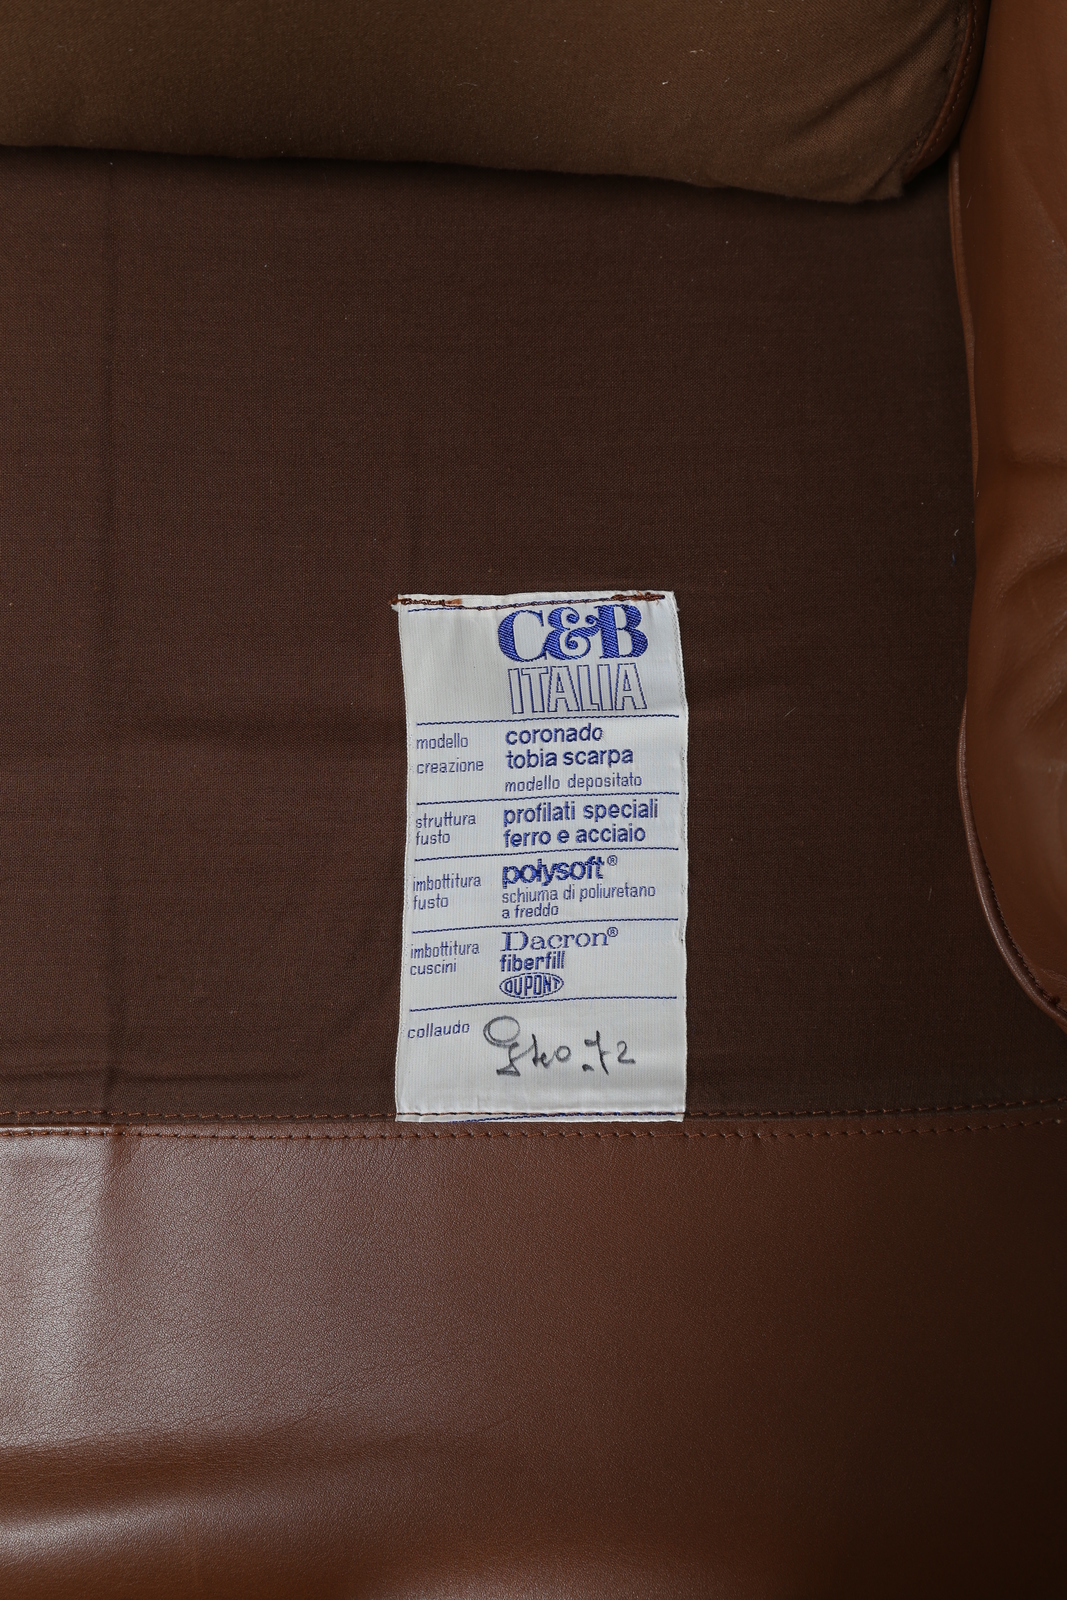 C&B
ITALIA
modello coronado
creazione tobia scarpa
modello depositato
struttura profilati speciali
fusto ferro e acciaio
imbottitura polysoft®
fusto schiuma di poliuretano
a freddo
imbottitura Dacron®
cuscini fiberfill
DUPONT
collaudo
72